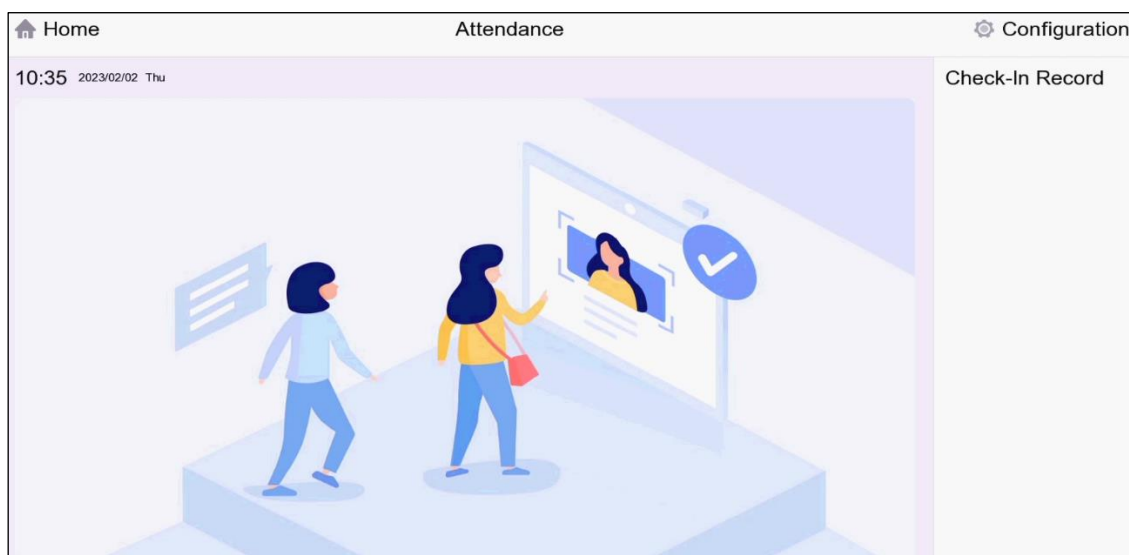 Home
Attendance
Configuration
10:35 2023/02/02 Thu
Check-In Record